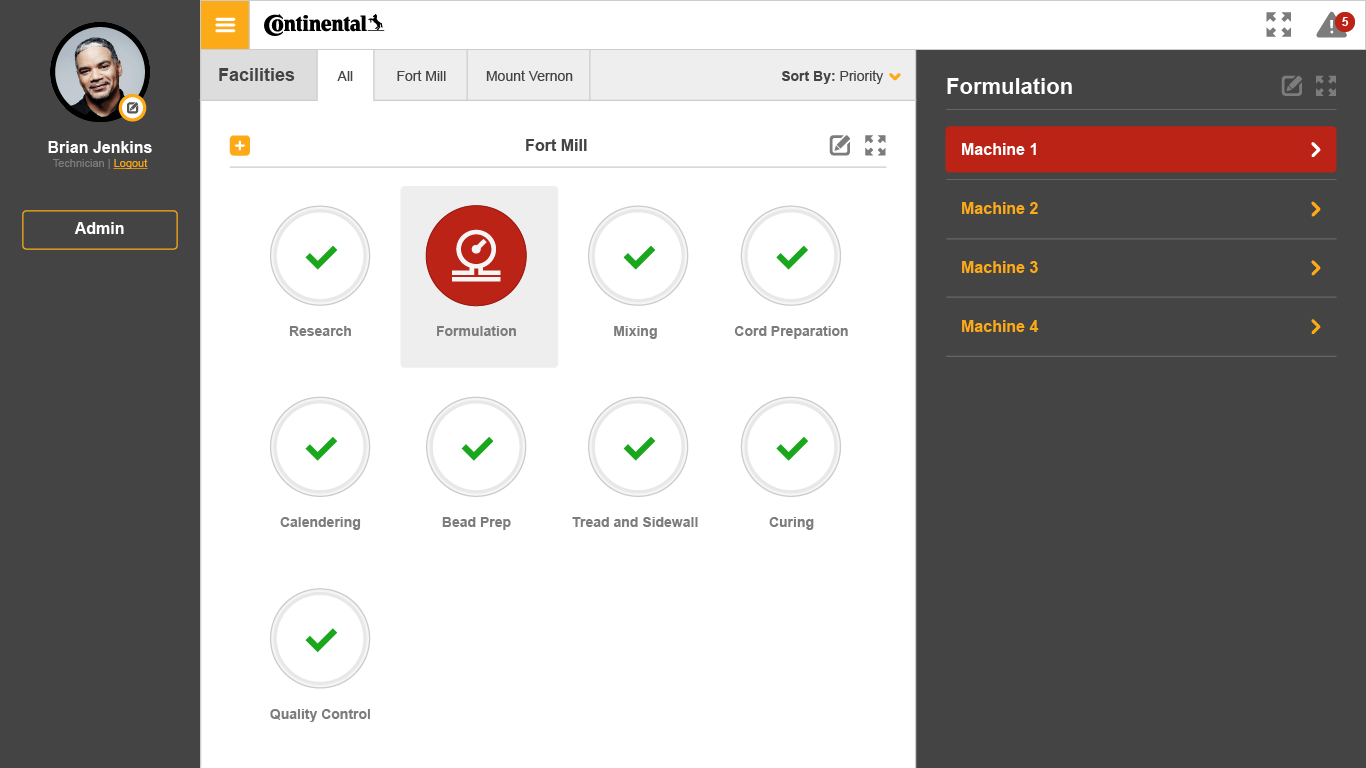 Continental
5
Brian Jenkins
Technician | Logout
Admin
Facilities
All
Fort Mill
Mount Vernon
Sort By: Priority
Fort Mill
Research
Formulation
Mixing
Cord Preparation
Calendering
Bead Prep
Tread and Sidewall
Curing
Quality Control
Formulation
Machine 1
Machine 2
Machine 3
Machine 4